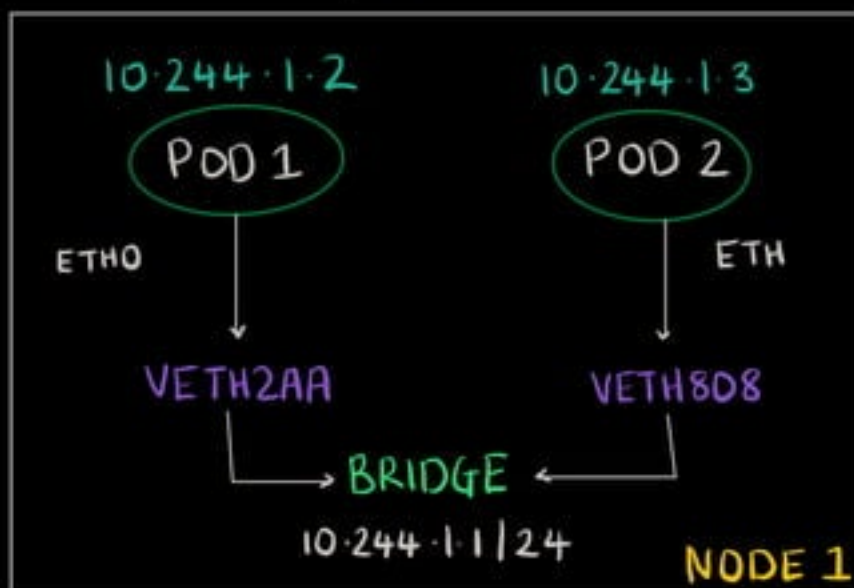 10.244.1.2
10.244.1.3
POD 1
POD 2
ETH0
ETH
VETH2AA
VETH808
BRIDGE
10.244.1.1/24
NODE 1